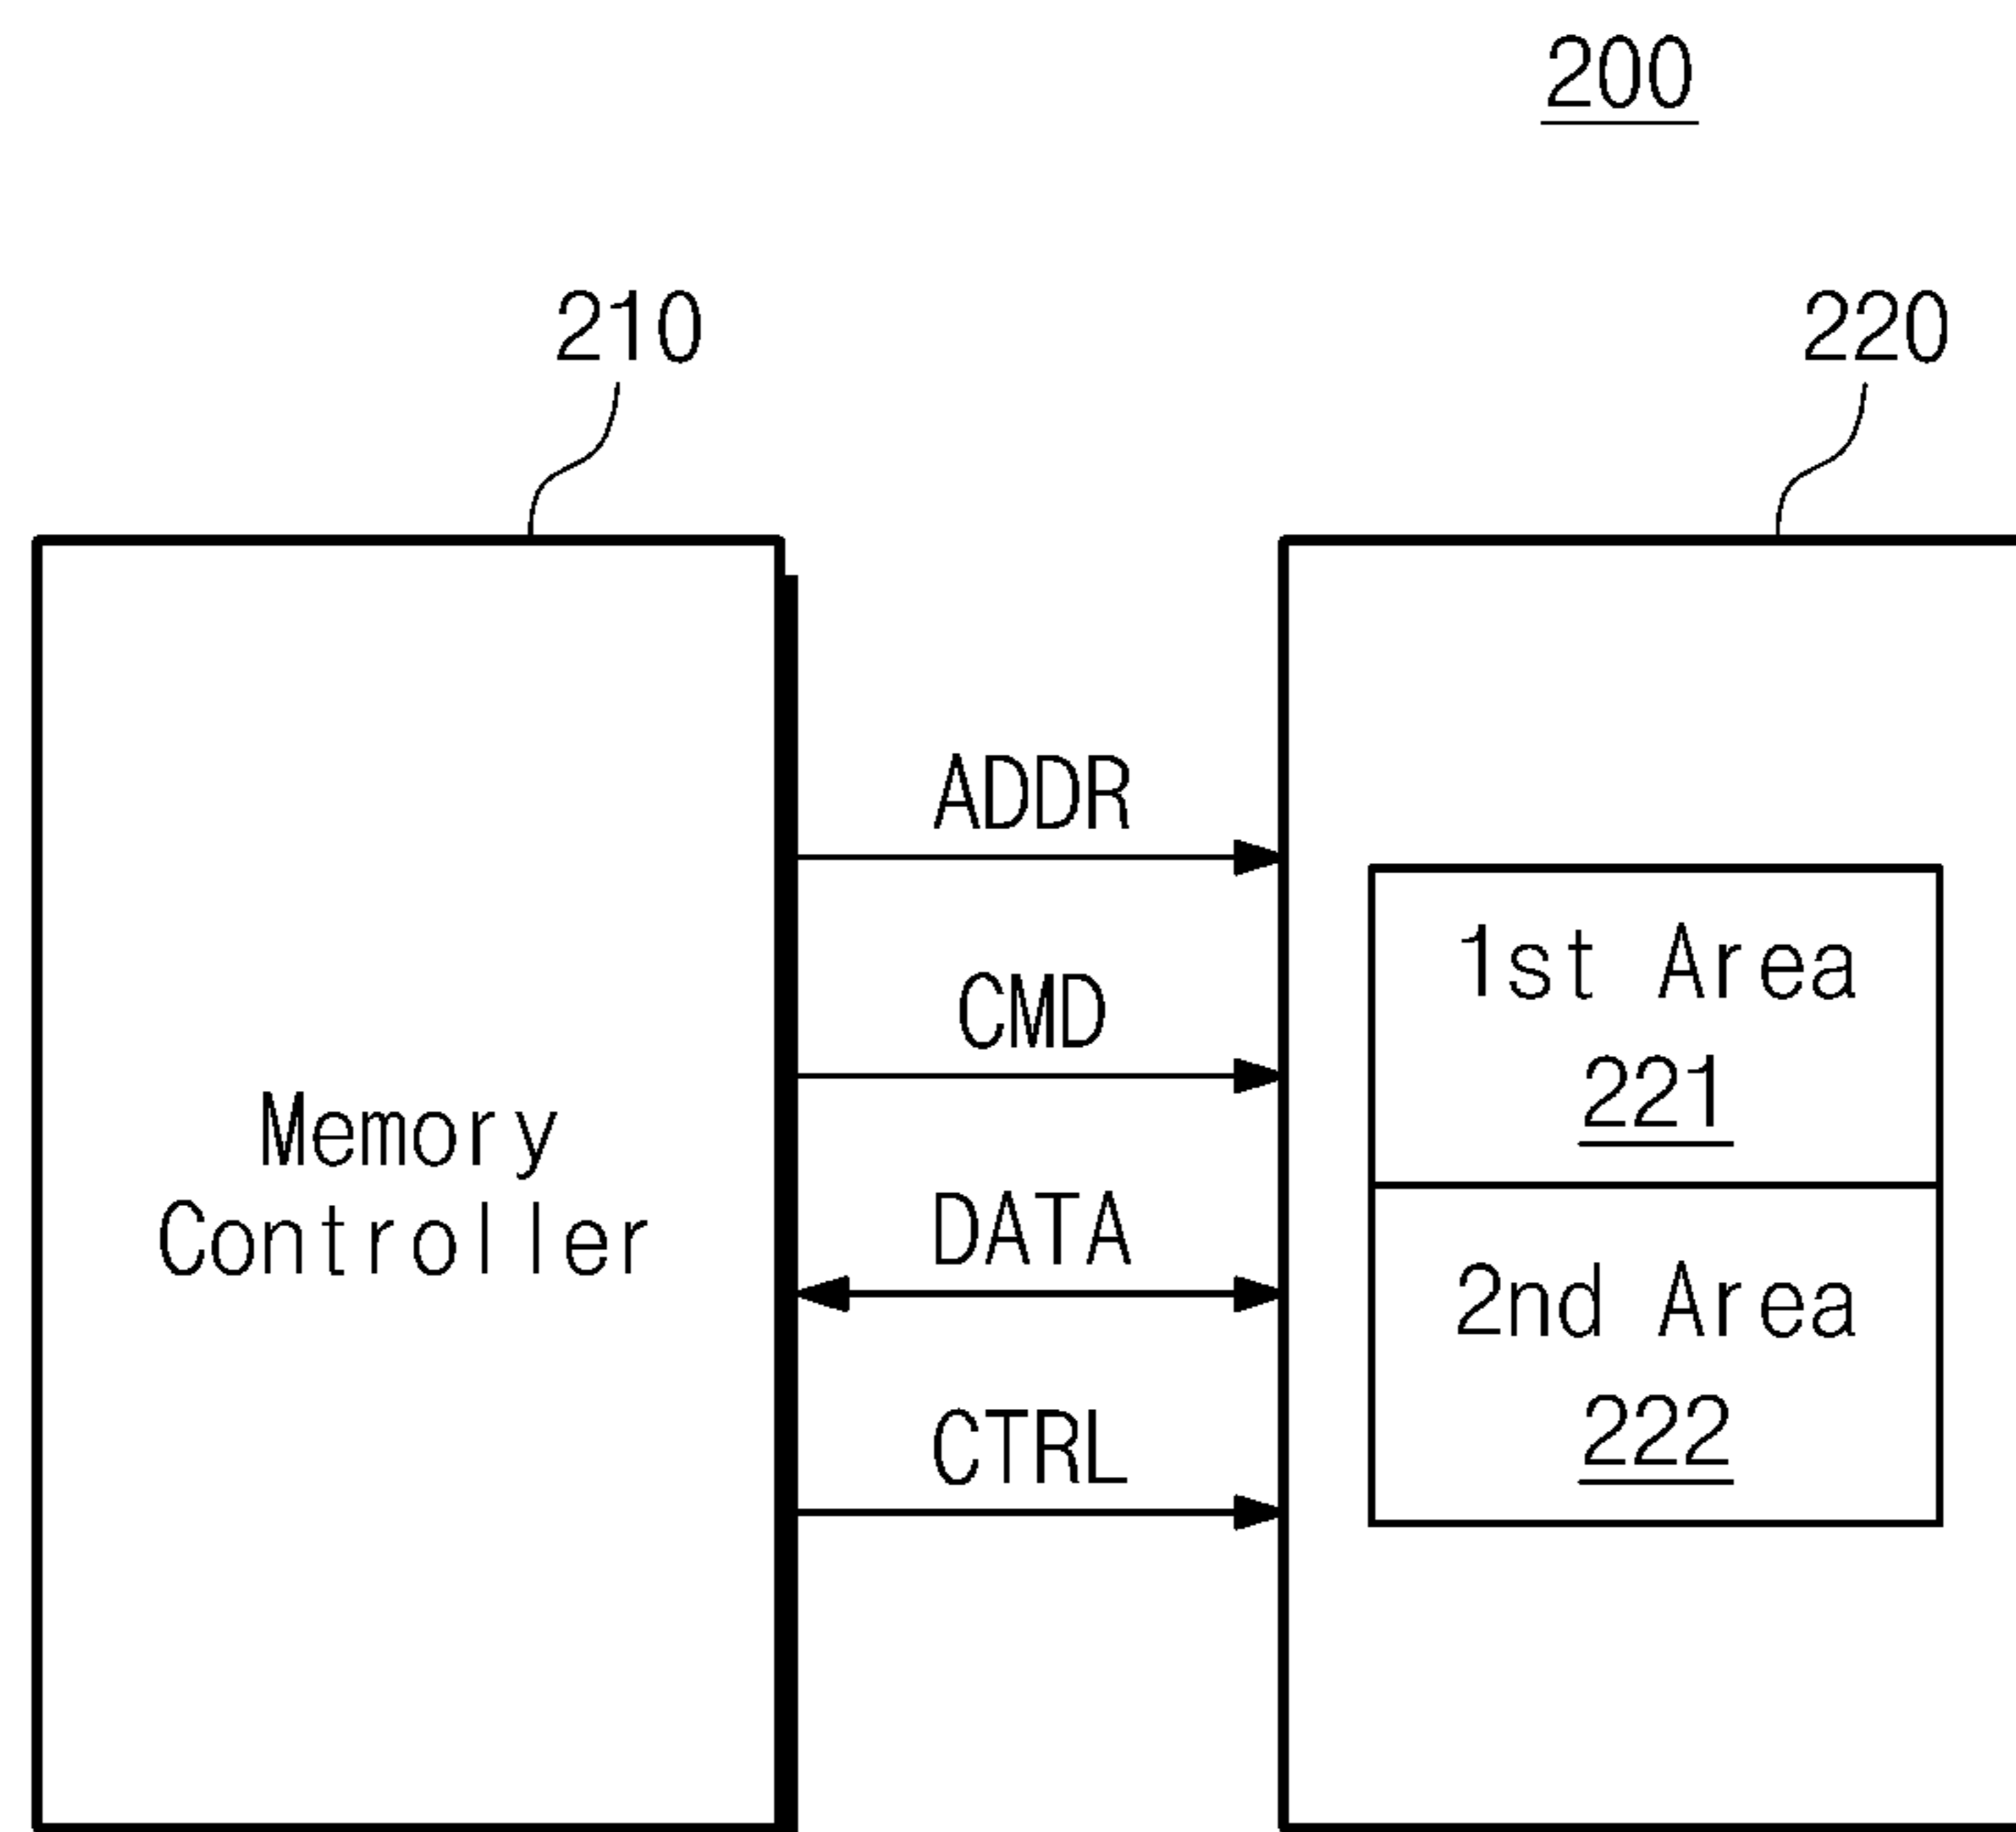 200
210
220
ADDR
1st Area
CMD
221
Memory
Controller
DATA
2nd Area
CTRL
222